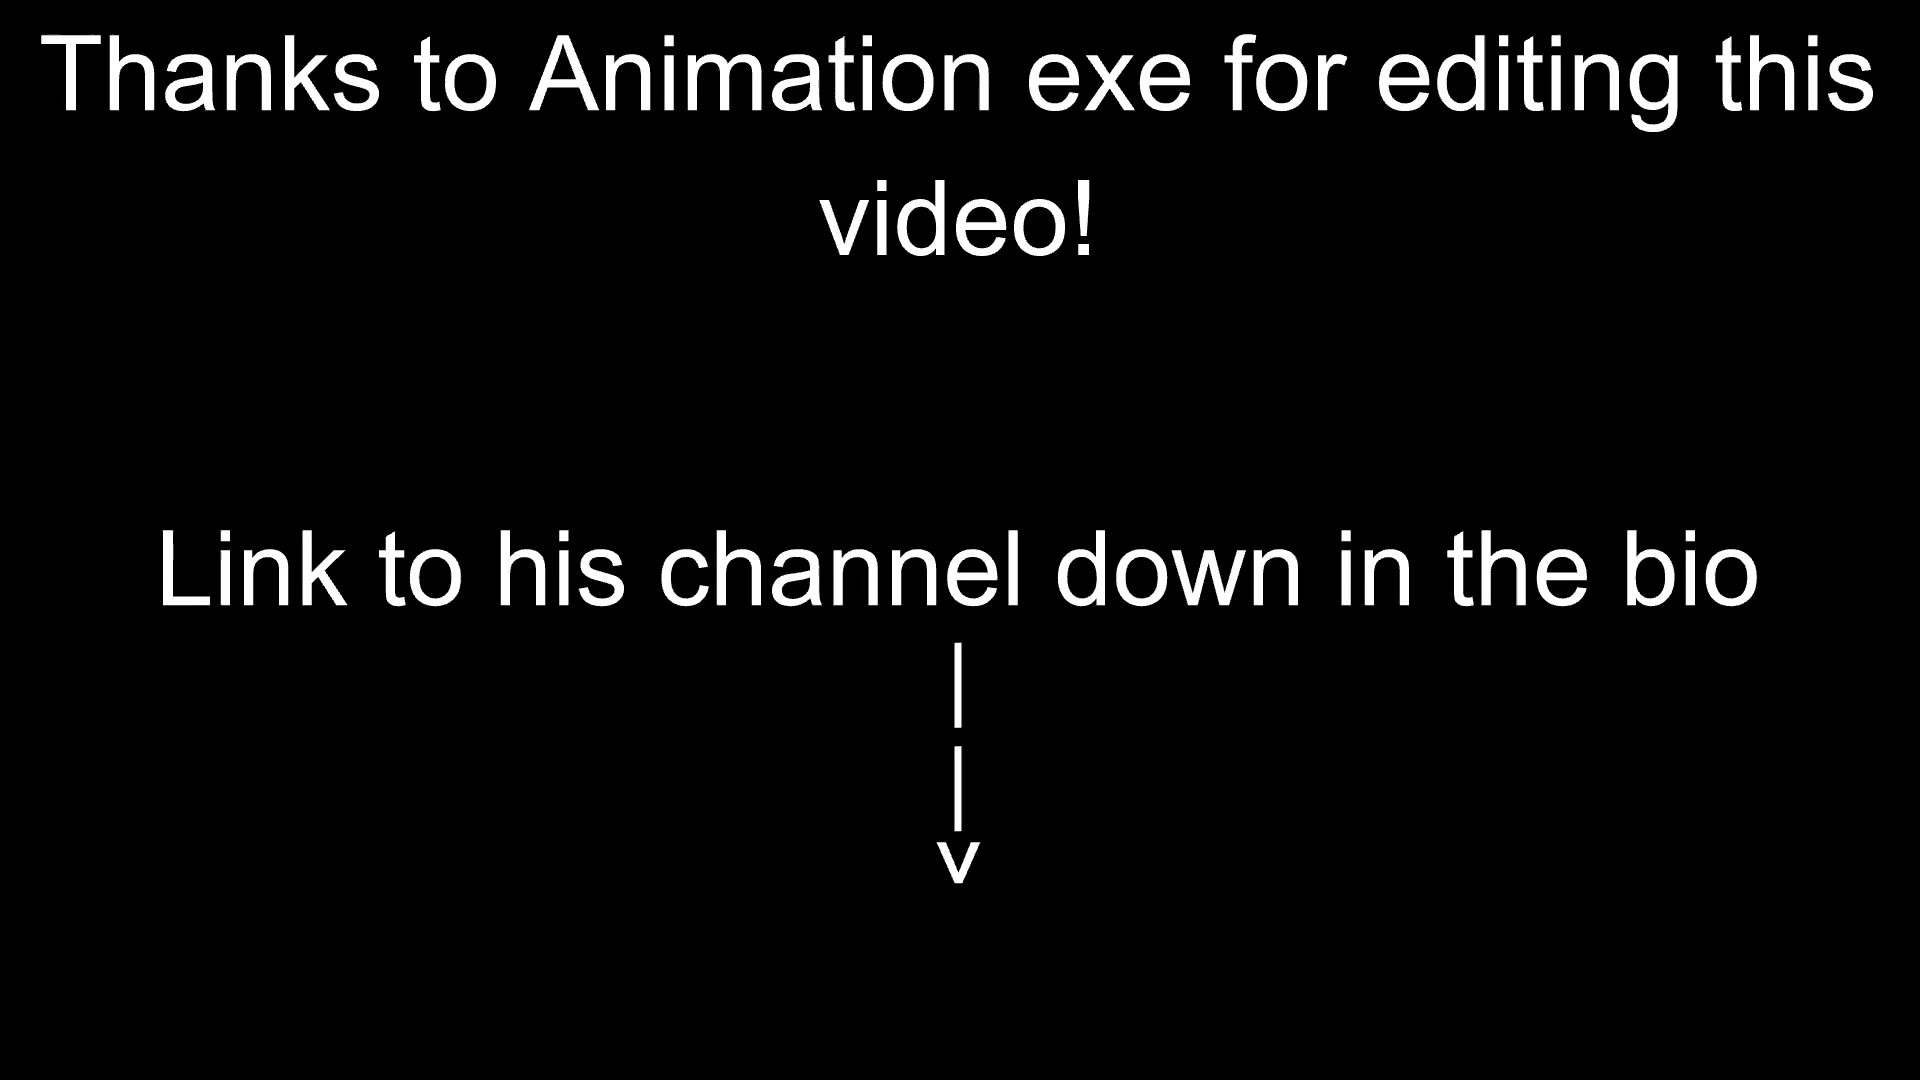 Thanks to Animation exe for editing this
video!
Link to his channel down in the bio
|
|
v